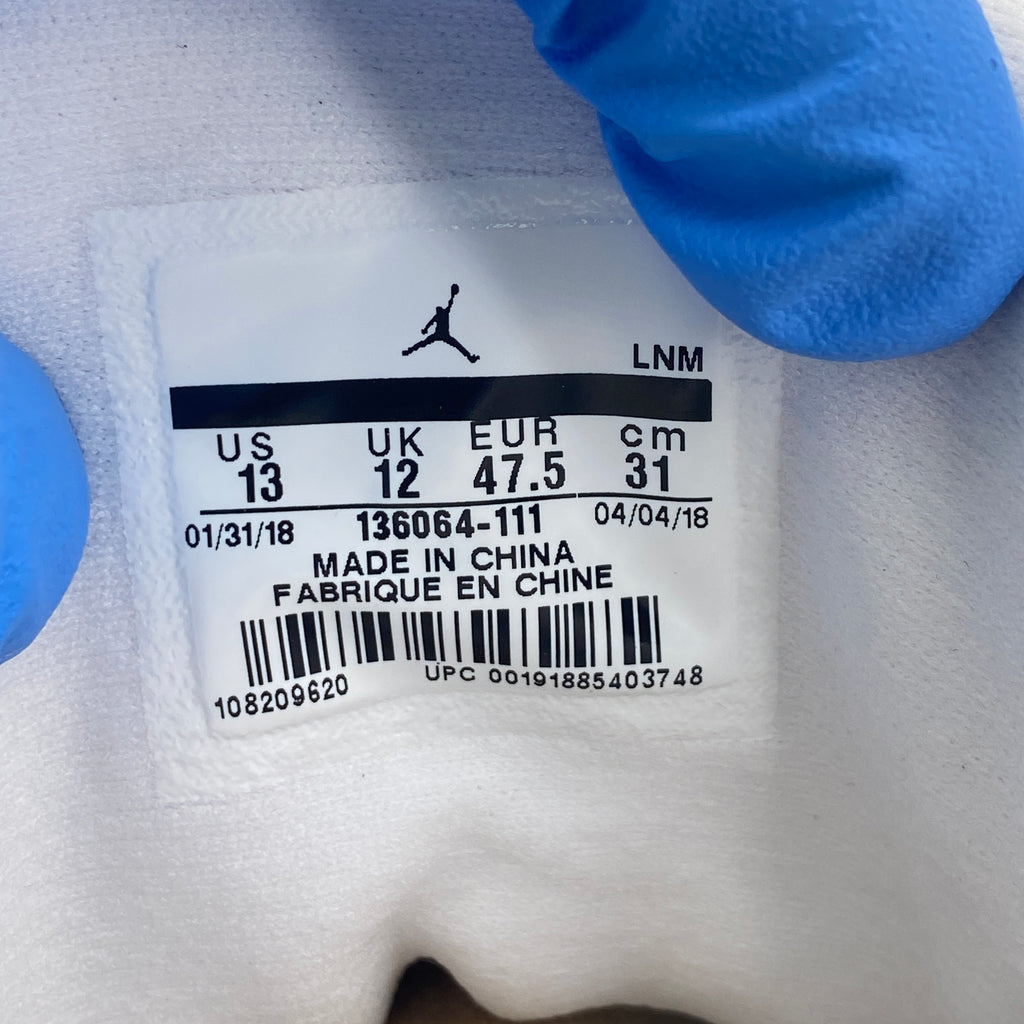 LNM
US UK EUR cm
13 12 47.5 31
01/31/18 136064-111 04/04/18
MADE IN CHINA
FABRIQUE EN CHINE
108209620 UPC 00191885403748